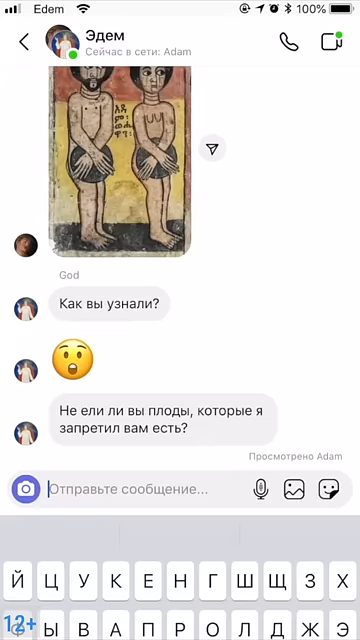 Edem 100%
Эдем
Сейчас в сети: Adam
God
Как вы узнали?
Не ели ли вы плоды, которые я
запретил вам есть?
Просмотрено Adam
Отправьте сообщение...
Й Ц У К Е Н Г Ш Щ З Х
Ф Ы В А П Р О Л Д Ж Э
12+